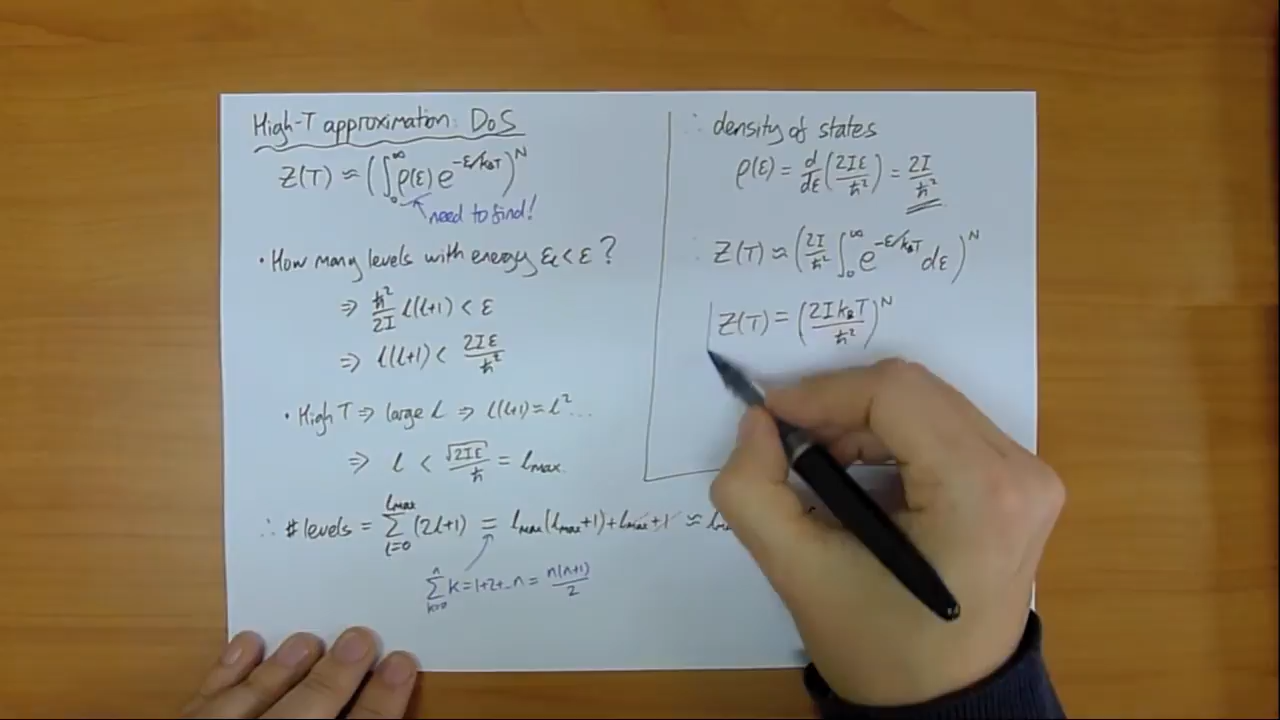 High-T approximation: DoS
Z(T) ≈ (∫₀^∞ ρ(ε) e^{-ε/k_BT})^N
need to find!
• How many levels with energy ε_l < ε ?
⇒ ħ²/2I l(l+1) < ε
⇒ l(l+1) < 2Iε/ħ²
• High T ⇒ large l ⇒ l(l+1) ≈ l² ...
⇒ l < √(2Iε)/ħ = l_max
∴ # levels = Σ_{l=0}^{l_max} (2l+1) = l_max(l_max+1) + l_max + 1 ≈
Σ_{k=0}^{n} k = 1+2+..n = n(n+1)/2
∴ density of states
ρ(ε) = d/dε (2Iε/ħ²) = 2I/ħ²
∴ Z(T) ≈ (2I/ħ² ∫₀^∞ e^{-ε/k_BT} dε)^N
Z(T) = (2Ik_BT/ħ²)^N